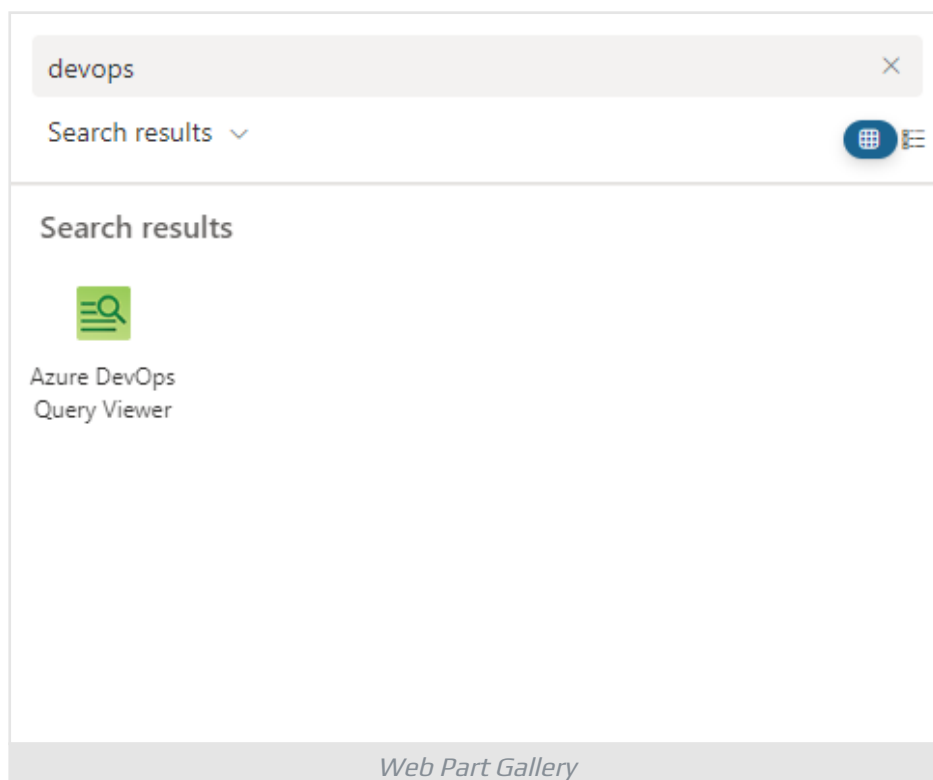 devops
Search results
Search results
Azure DevOps
Query Viewer
Web Part Gallery